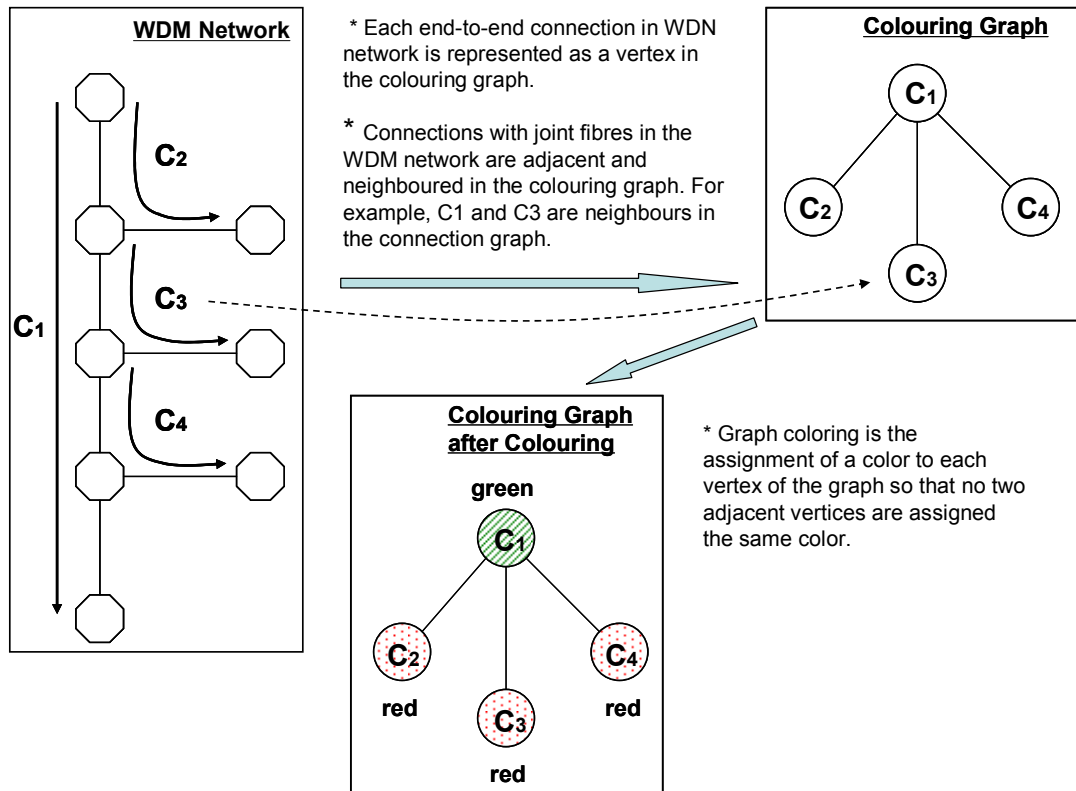 WDM Network
C2
C3
C1
C4
* Each end-to-end connection in WDN
network is represented as a vertex in
the colouring graph.
* Connections with joint fibres in the
WDM network are adjacent and
neighboured in the colouring graph. For
example, C1 and C3 are neighbours in
the connection graph.
Colouring Graph
C1
C2
C4
C3
Colouring Graph
after Colouring
green
C1
C2
C4
red
red
C3
red
* Graph coloring is the
assignment of a color to each
vertex of the graph so that no two
adjacent vertices are assigned
the same color.